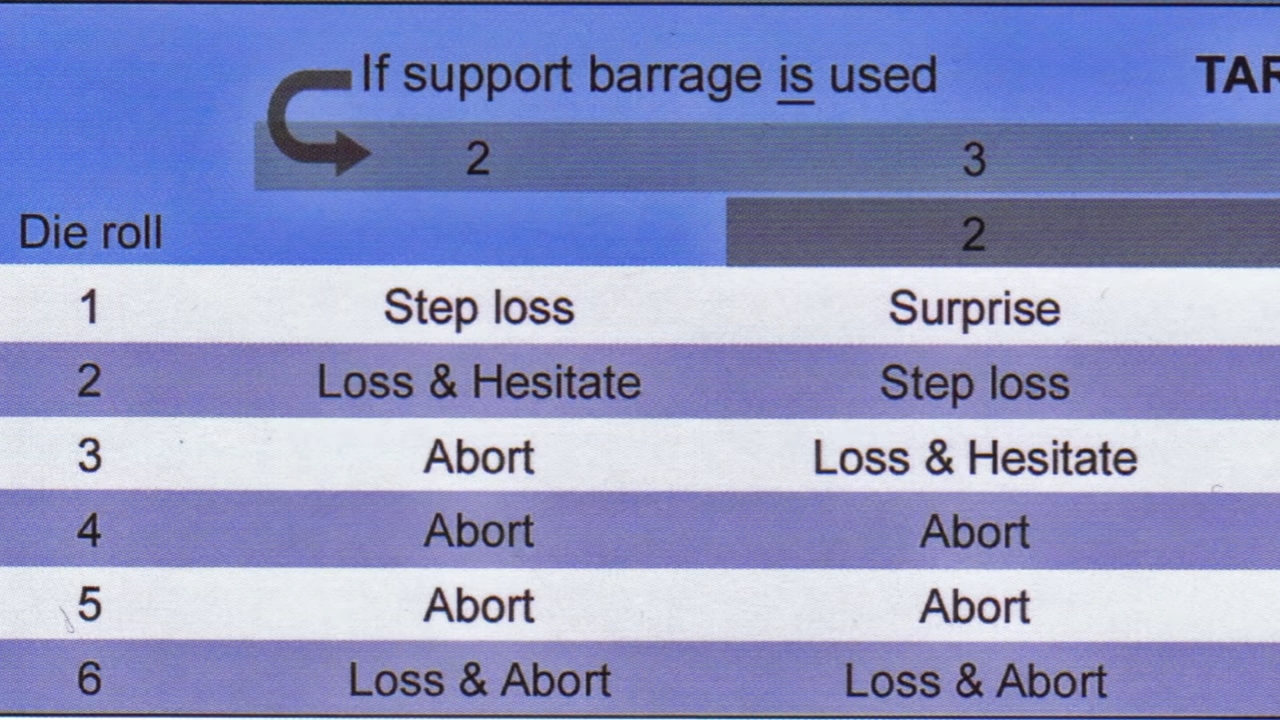 If support barrage is used TAR
2 3
Die roll 2
1 Step loss Surprise
2 Loss & Hesitate Step loss
3 Abort Loss & Hesitate
4 Abort Abort
5 Abort Abort
6 Loss & Abort Loss & Abort